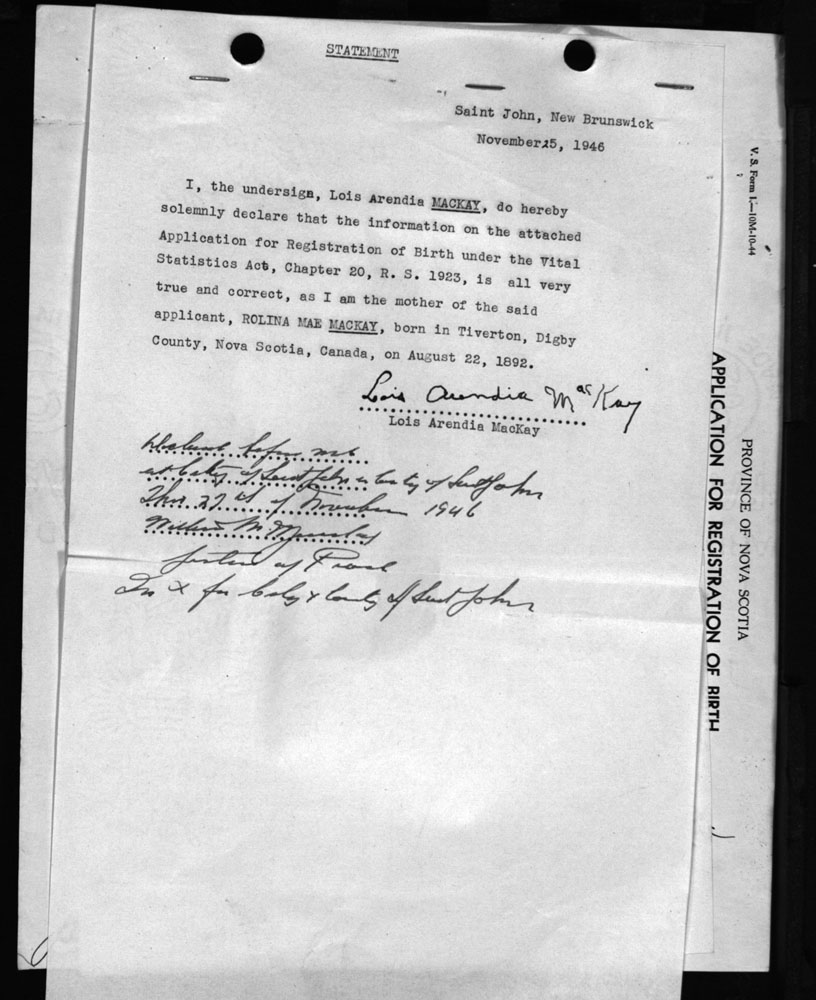 STATEMENT
Saint John, New Brunswick
November 25, 1946
I, the undersign, Lois Arendia MACKAY, do hereby
solemnly declare that the information on the attached
Application for Registration of Birth under the Vital
Statistics Act, Chapter 20, R. S. 1923, is all very
true and correct, as I am the mother of the said
applicant, ROLINA MAE MACKAY, born in Tiverton, Digby
County, Nova Scotia, Canada, on August 22, 1892.
Lois Arendia MacKay
Lois Arendia MacKay
Declared before me
at City of Saint John in County of Saint John
This 27th of November 1946
Justice of Peace
In & for City & County of Saint John
V. S. Form 1.—10M-10-44
PROVINCE OF NOVA SCOTIA
APPLICATION FOR REGISTRATION OF BIRTH